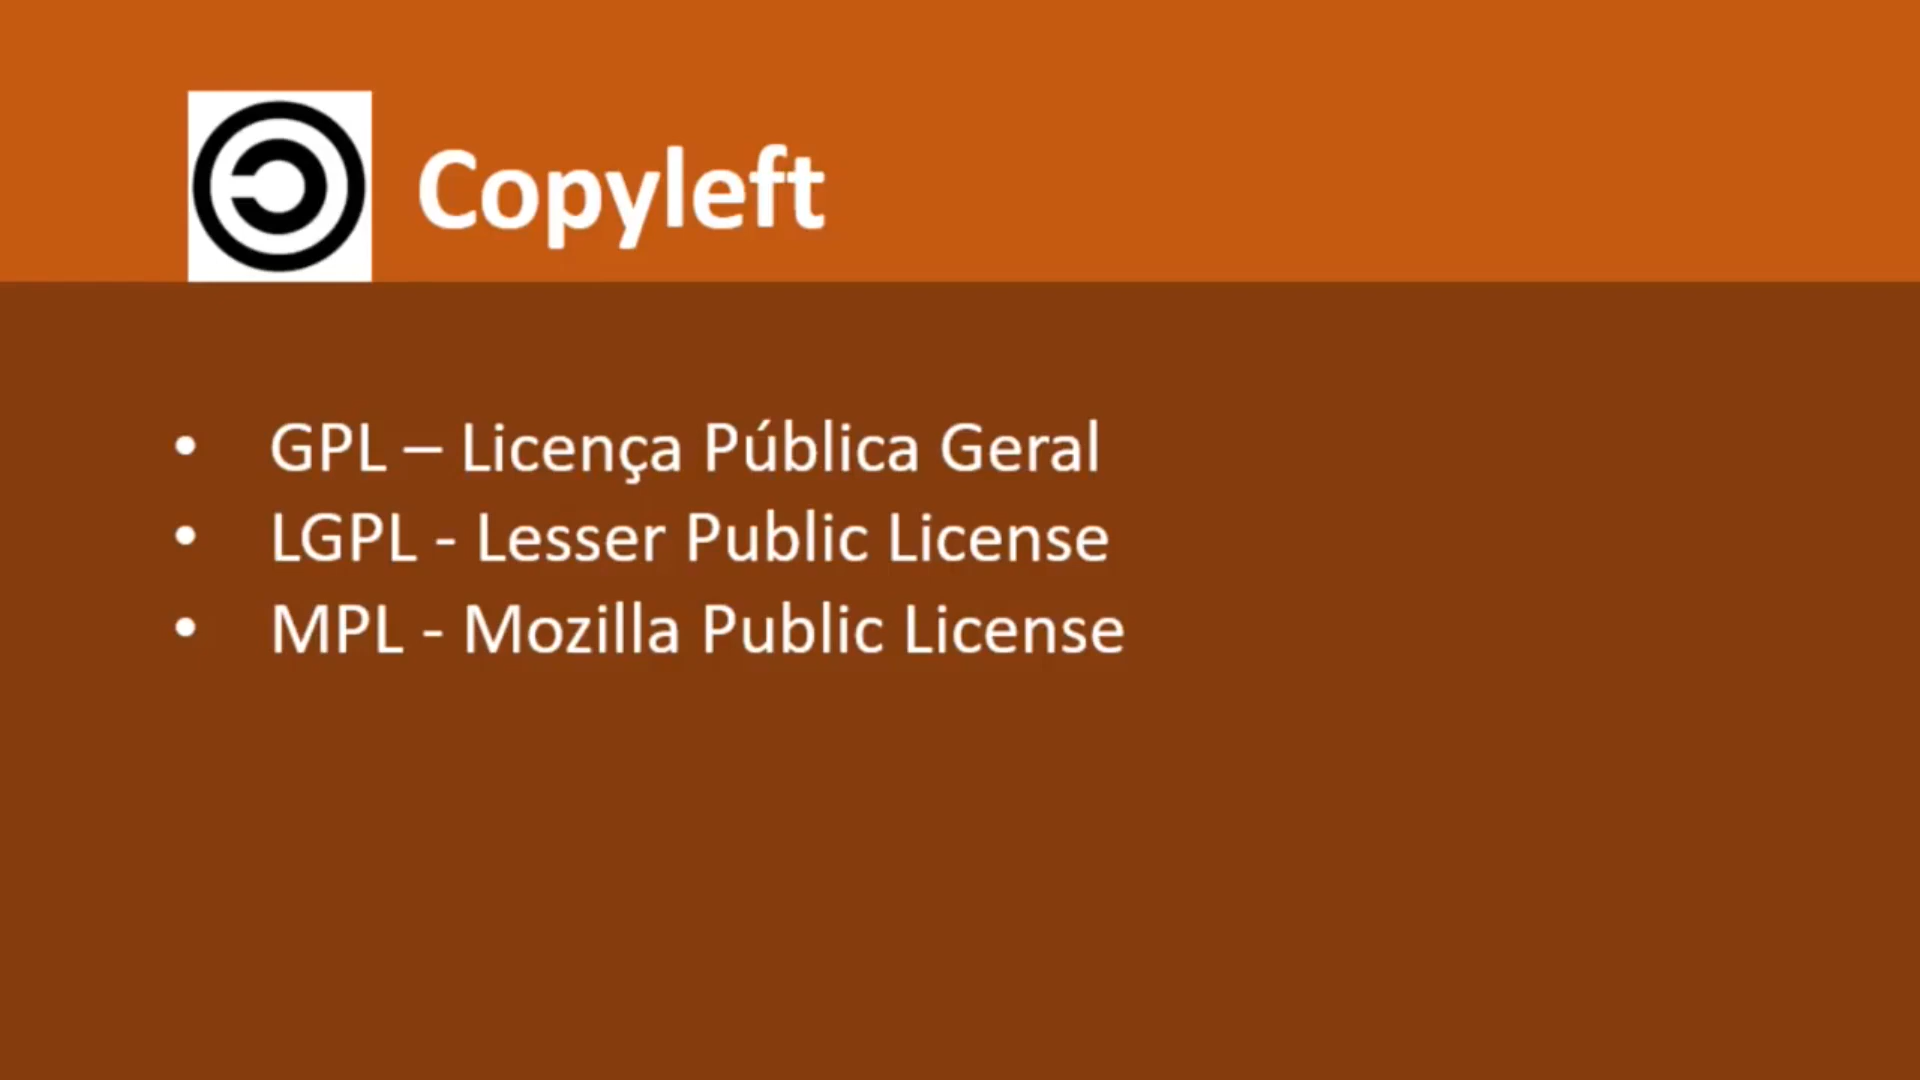 Copyleft
• GPL – Licença Pública Geral
• LGPL - Lesser Public License
• MPL - Mozilla Public License